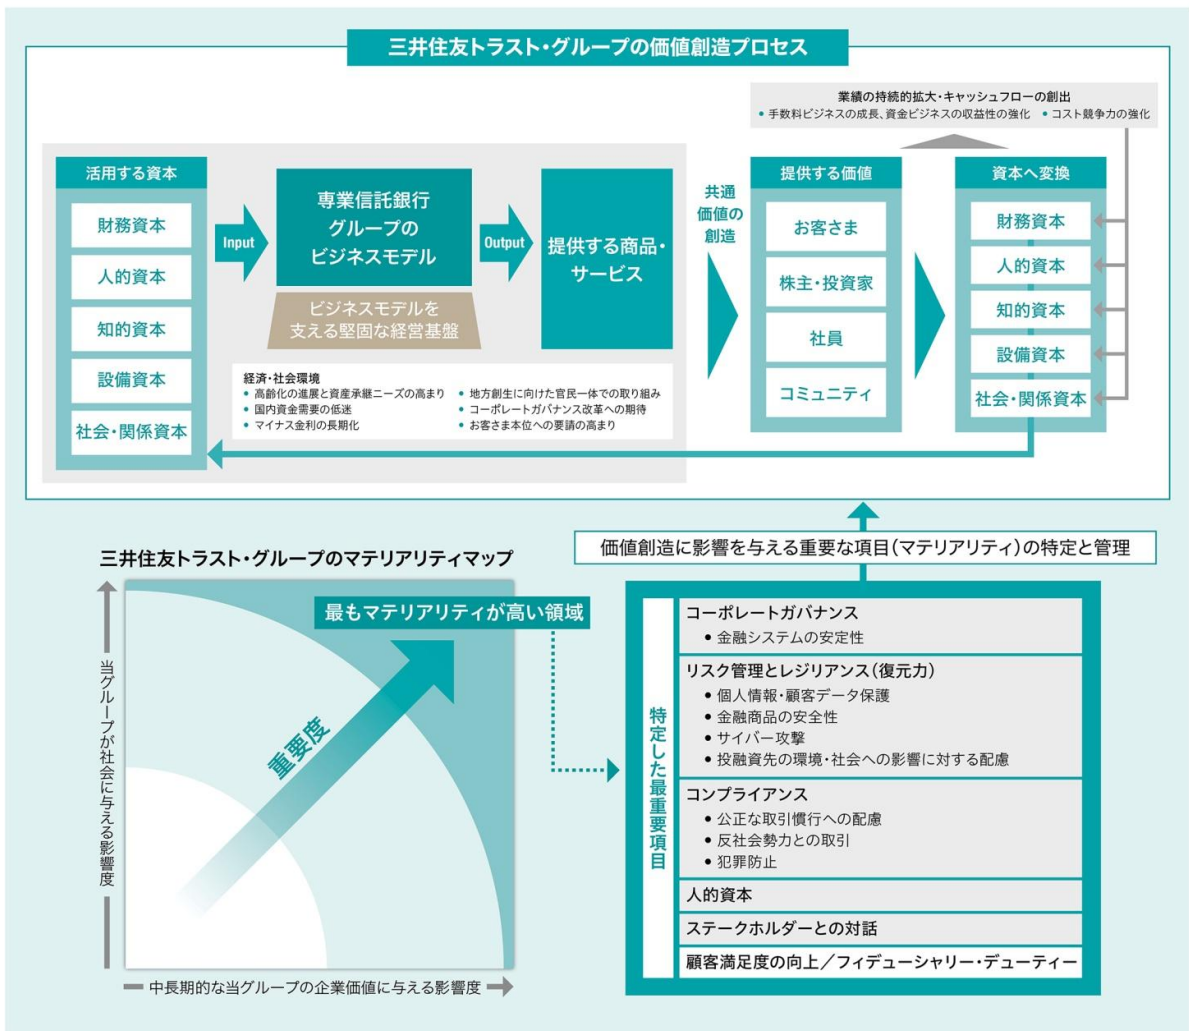 三井住友トラスト・グループの価値創造プロセス
業績の持続的拡大・キャッシュフローの創出
• 手数料ビジネスの成長、資金ビジネスの収益性の強化 • コスト競争力の強化
活用する資本
財務資本
人的資本
知的資本
設備資本
社会・関係資本
Input
専業信託銀行
グループの
ビジネスモデル
ビジネスモデルを
支える堅固な経営基盤
Output
提供する商品・
サービス
経済・社会環境
• 高齢化の進展と資産承継ニーズの高まり
• 国内資金需要の低迷
• マイナス金利の長期化
• 地方創生に向けた官民一体での取り組み
• コーポレートガバナンス改革への期待
• お客さま本位への要請の高まり
共通
価値の
創造
提供する価値
お客さま
株主・投資家
社員
コミュニティ
資本へ変換
財務資本
人的資本
知的資本
設備資本
社会・関係資本
価値創造に影響を与える重要な項目（マテリアリティ）の特定と管理
三井住友トラスト・グループのマテリアリティマップ
最もマテリアリティが高い領域
重要度
当グループが社会に与える影響度
中長期的な当グループの企業価値に与える影響度
特定した最重要項目
コーポレートガバナンス
• 金融システムの安定性
リスク管理とレジリアンス（復元力）
• 個人情報・顧客データ保護
• 金融商品の安全性
• サイバー攻撃
• 投融資先の環境・社会への影響に対する配慮
コンプライアンス
• 公正な取引慣行への配慮
• 反社会勢力との取引
• 犯罪防止
人的資本
ステークホルダーとの対話
顧客満足度の向上／フィデューシャリー・デューティー